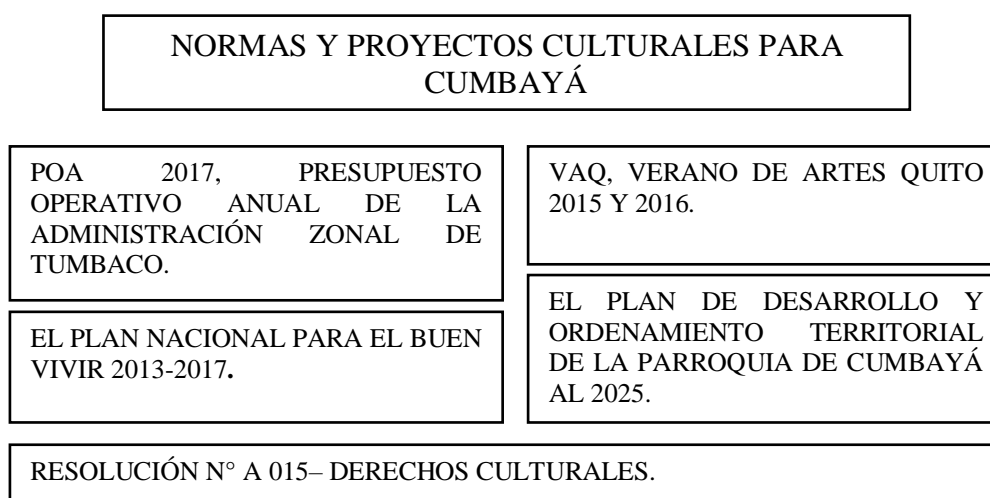 NORMAS Y PROYECTOS CULTURALES PARA
CUMBAYÁ
POA 2017, PRESUPUESTO
OPERATIVO ANUAL DE LA
ADMINISTRACIÓN ZONAL DE
TUMBACO.
VAQ, VERANO DE ARTES QUITO
2015 Y 2016.
EL PLAN NACIONAL PARA EL BUEN
VIVIR 2013-2017.
EL PLAN DE DESARROLLO Y
ORDENAMIENTO TERRITORIAL
DE LA PARROQUIA DE CUMBAYÁ
AL 2025.
RESOLUCIÓN N° A 015– DERECHOS CULTURALES.